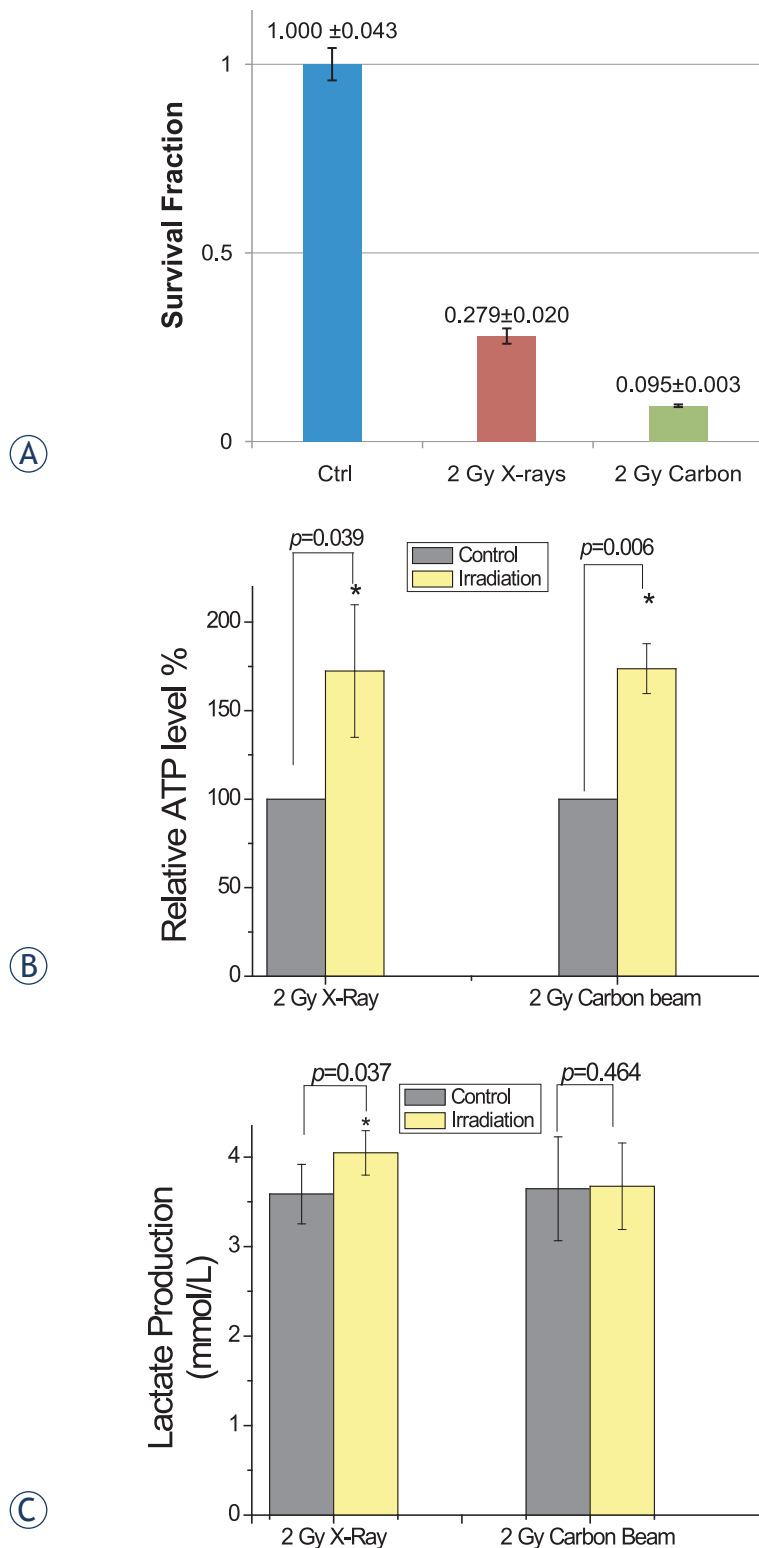 1.000 ±0.043
1
Survival Fraction
0.5
0.279±0.020
0.095±0.003
0
A
Ctrl
2 Gy X-rays
2 Gy Carbon
p=0.039
Control
Irradiation
p=0.006
*
*
200
Relative ATP level %
150
100
50
0
B
2 Gy X-Ray
2 Gy Carbon beam
p=0.037
Control
Irradiation
p=0.464
*
4
Lactate Production
(mmol/L)
3
2
1
0
C
2 Gy X-Ray
2 Gy Carbon Beam